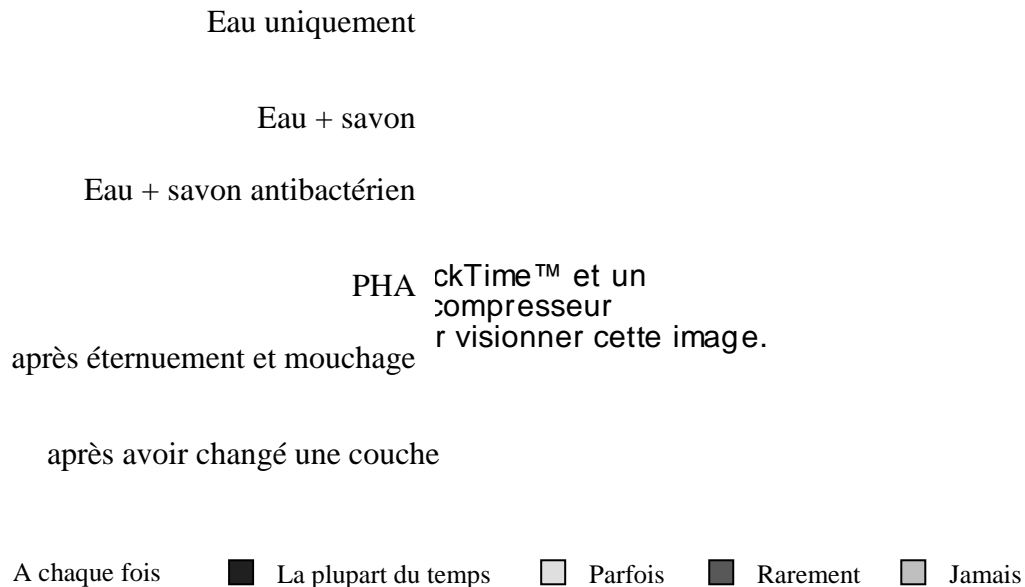 Eau uniquement
Eau + savon
Eau + savon antibactérien
PHA
ckTime™ et un
compresseur
r visionner cette image.
après éternuement et mouchage
après avoir changé une couche
A chaque fois La plupart du temps Parfois Rarement Jamais